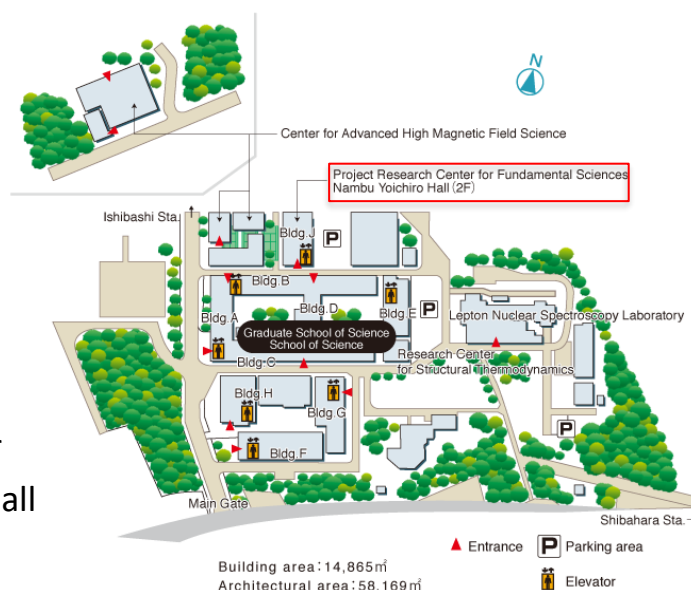 N
Center for Advanced High Magnetic Field Science
Project Research Center for Fundamental Sciences
Nambu Yoichiro Hall (2F)
Ishibashi Sta.
Bldg.J
P
Bldg.B
Bldg.A
Bldg.D
Bldg.E
P
Lepton Nuclear Spectroscopy Laboratory
Graduate School of Science
School of Science
Research Center
for Structural Thermodynamics
Bldg.C
Bldg.H
Bldg.G
Bldg.F
P
all
Main Gate
Shibahara Sta.
Entrance
P Parking area
Building area:14,865㎡
Architectural area:58,169㎡
Elevator